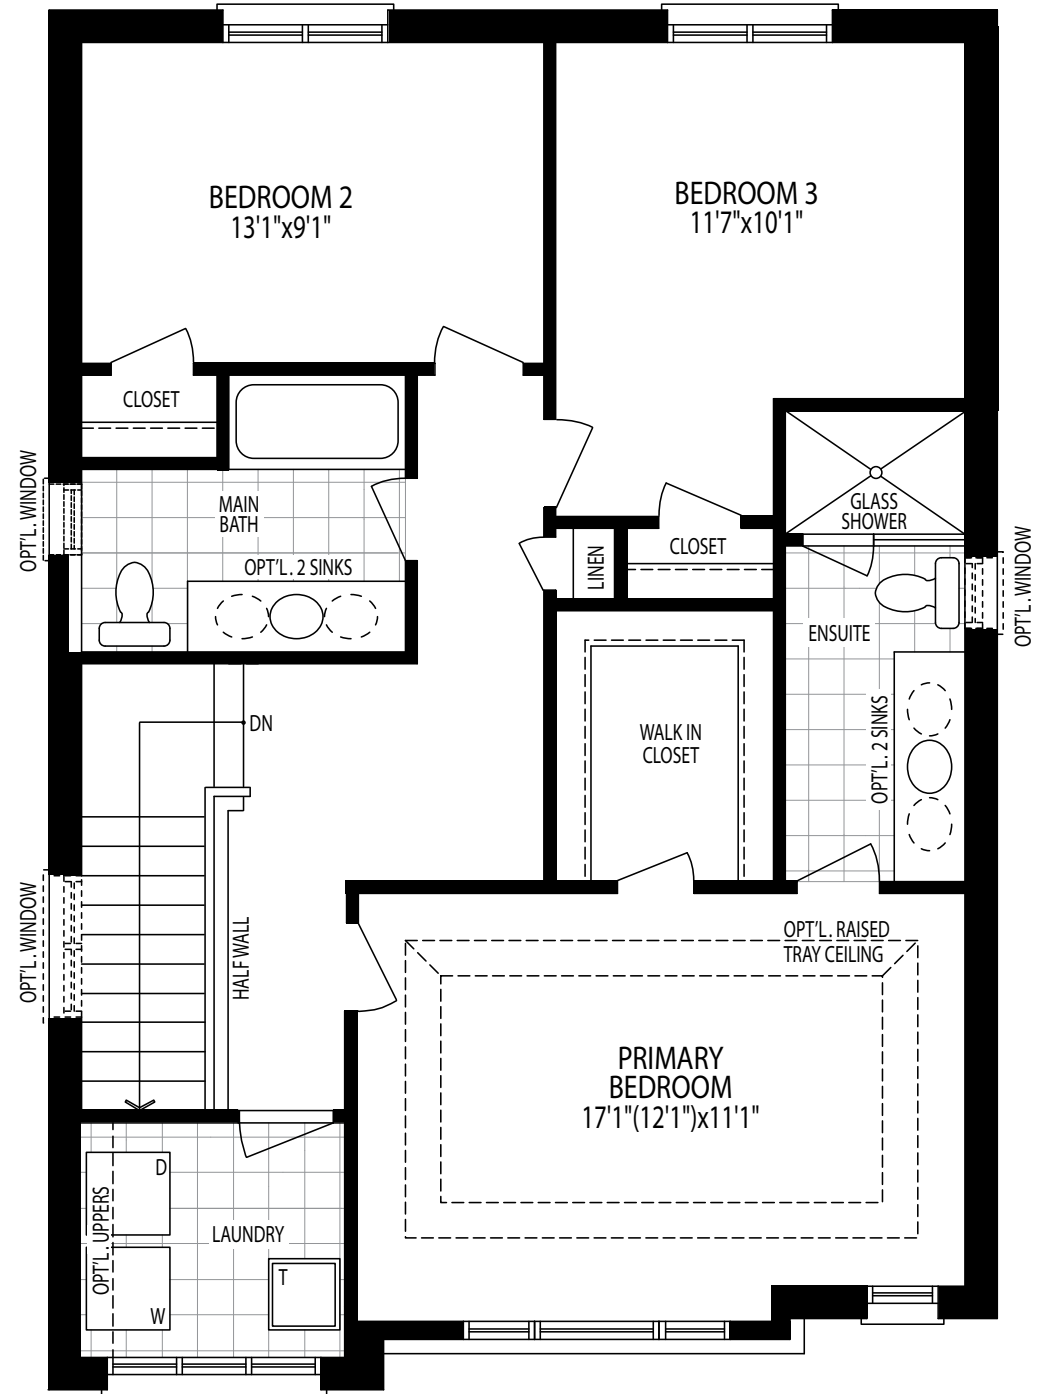 BEDROOM 2
13'1"x9'1"
BEDROOM 3
11'7"x10'1"
CLOSET
OPT'L. WINDOW
MAIN
BATH
OPT'L. 2 SINKS
GLASS
SHOWER
LINEN
CLOSET
OPT'L. WINDOW
ENSUITE
OPT'L. 2 SINKS
WALK IN
CLOSET
DN
OPT'L. WINDOW
HALF WALL
OPT'L. RAISED
TRAY CEILING
PRIMARY
BEDROOM
17'1"(12'1")x11'1"
D
OPT'L. UPPERS
LAUNDRY
T
W